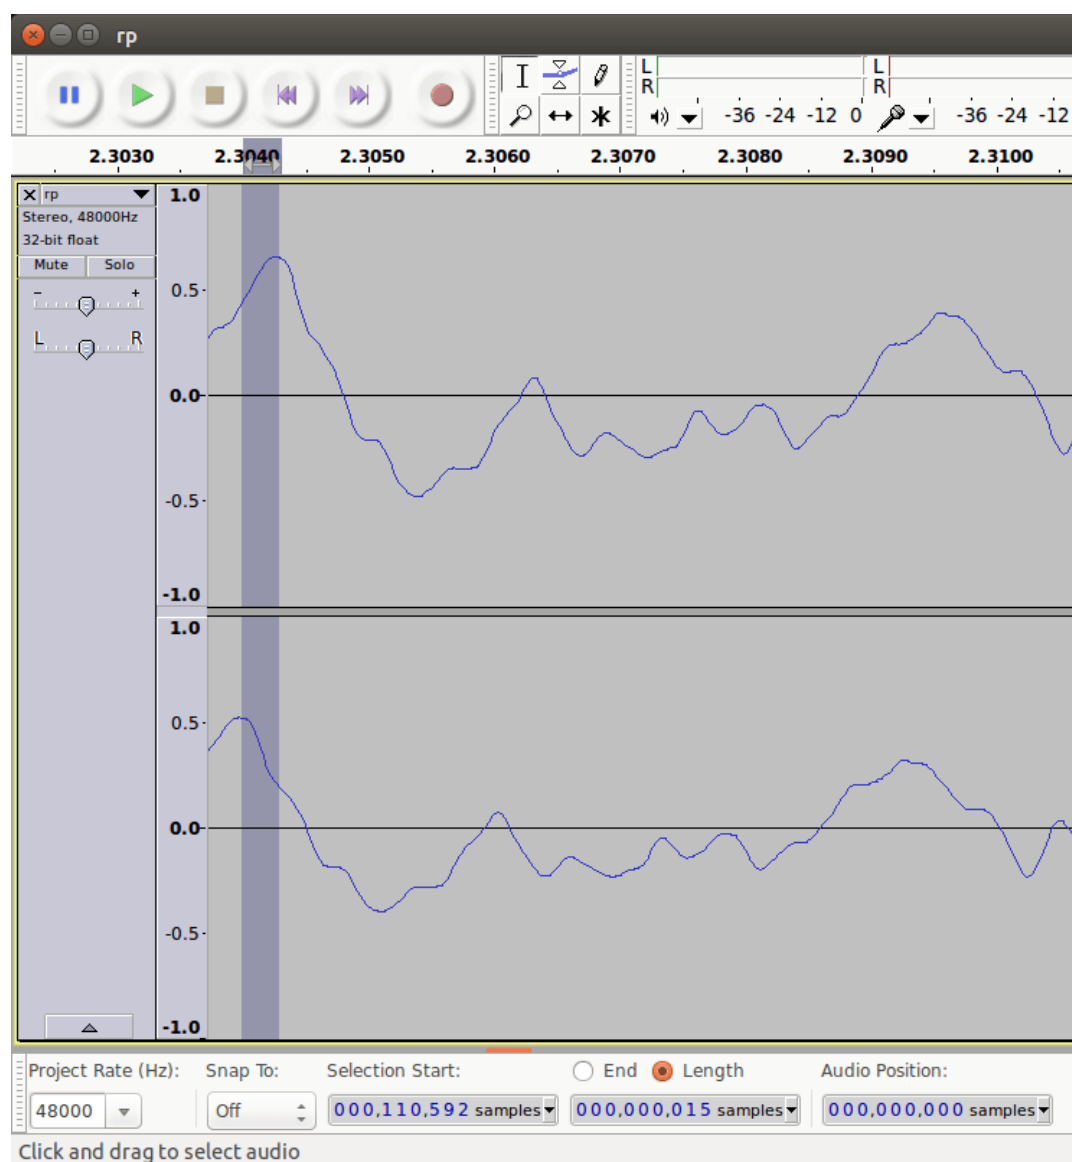 rp
L L
R R
-36 -24 -12 0 -36 -24 -12
2.3030 2.3040 2.3050 2.3060 2.3070 2.3080 2.3090 2.3100
rp 1.0
Stereo, 48000Hz
32-bit float
Mute Solo
- + 0.5
L R
0.0
-0.5
-1.0
1.0
0.5
0.0
-0.5
-1.0
Project Rate (Hz): Snap To: Selection Start: End Length Audio Position:
48000 Off 000,110,592 samples 000,000,015 samples 000,000,000 samples
Click and drag to select audio